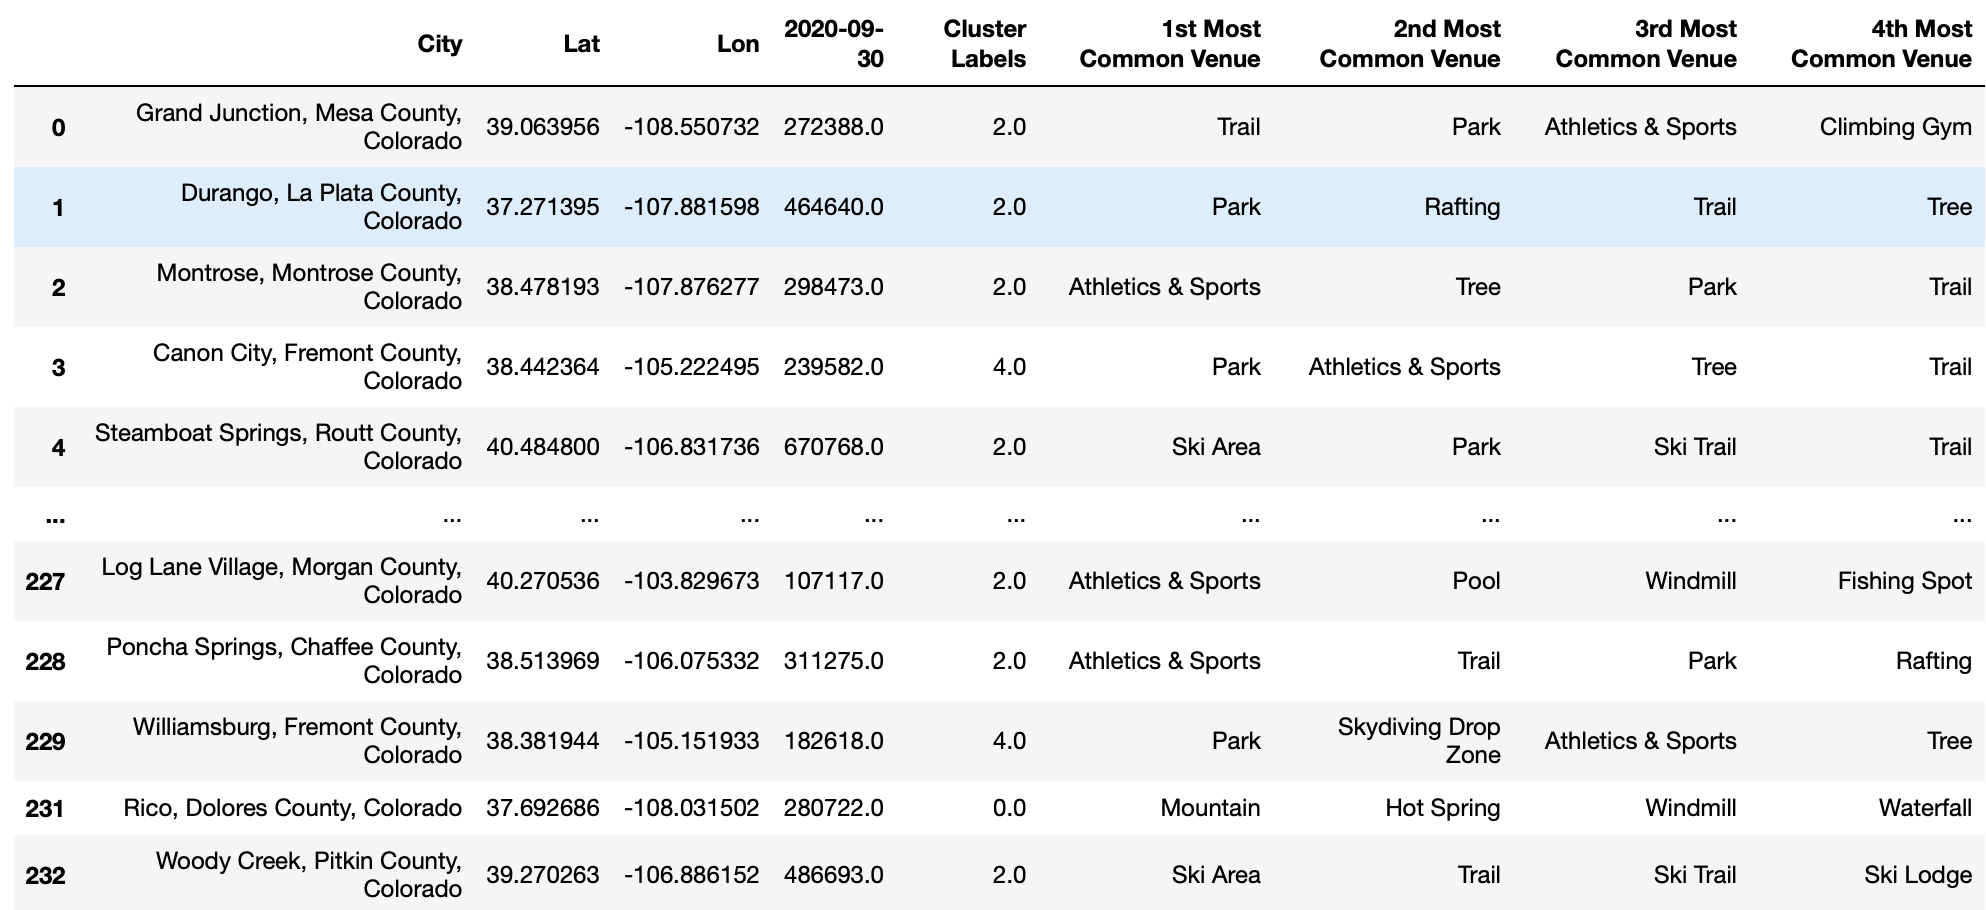 City Lat Lon 2020-09-30 Cluster Labels 1st Most Common Venue 2nd Most Common Venue 3rd Most Common Venue 4th Most Common Venue
0 Grand Junction, Mesa County, Colorado 39.063956 -108.550732 272388.0 2.0 Trail Park Athletics & Sports Climbing Gym
1 Durango, La Plata County, Colorado 37.271395 -107.881598 464640.0 2.0 Park Rafting Trail Tree
2 Montrose, Montrose County, Colorado 38.478193 -107.876277 298473.0 2.0 Athletics & Sports Tree Park Trail
3 Canon City, Fremont County, Colorado 38.442364 -105.222495 239582.0 4.0 Park Athletics & Sports Tree Trail
4 Steamboat Springs, Routt County, Colorado 40.484800 -106.831736 670768.0 2.0 Ski Area Park Ski Trail Trail
... ... ... ... ... ... ... ... ... ...
227 Log Lane Village, Morgan County, Colorado 40.270536 -103.829673 107117.0 2.0 Athletics & Sports Pool Windmill Fishing Spot
228 Poncha Springs, Chaffee County, Colorado 38.513969 -106.075332 311275.0 2.0 Athletics & Sports Trail Park Rafting
229 Williamsburg, Fremont County, Colorado 38.381944 -105.151933 182618.0 4.0 Park Skydiving Drop Zone Athletics & Sports Tree
231 Rico, Dolores County, Colorado 37.692686 -108.031502 280722.0 0.0 Mountain Hot Spring Windmill Waterfall
232 Woody Creek, Pitkin County, Colorado 39.270263 -106.886152 486693.0 2.0 Ski Area Trail Ski Trail Ski Lodge